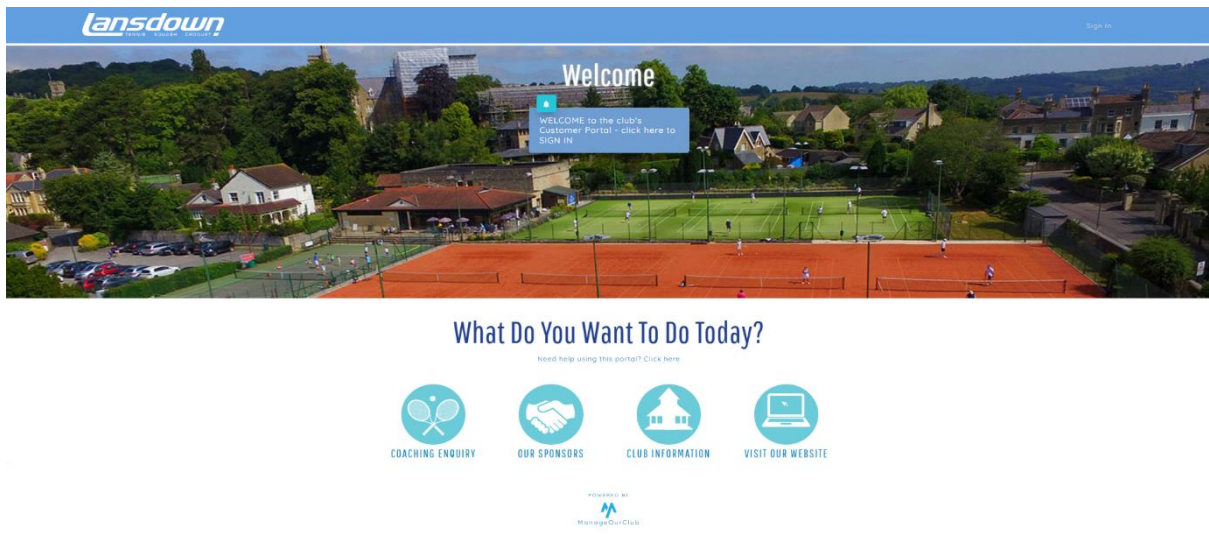 Lansdown
TENNIS SQUASH CROQUET
Sign In
Welcome
WELCOME to the club's
Customer Portal - click here to
SIGN IN
What Do You Want To Do Today?
Need help using this portal? Click here
COACHING ENQUIRY
OUR SPONSORS
CLUB INFORMATION
VISIT OUR WEBSITE
POWERED BY
ManageOurClub